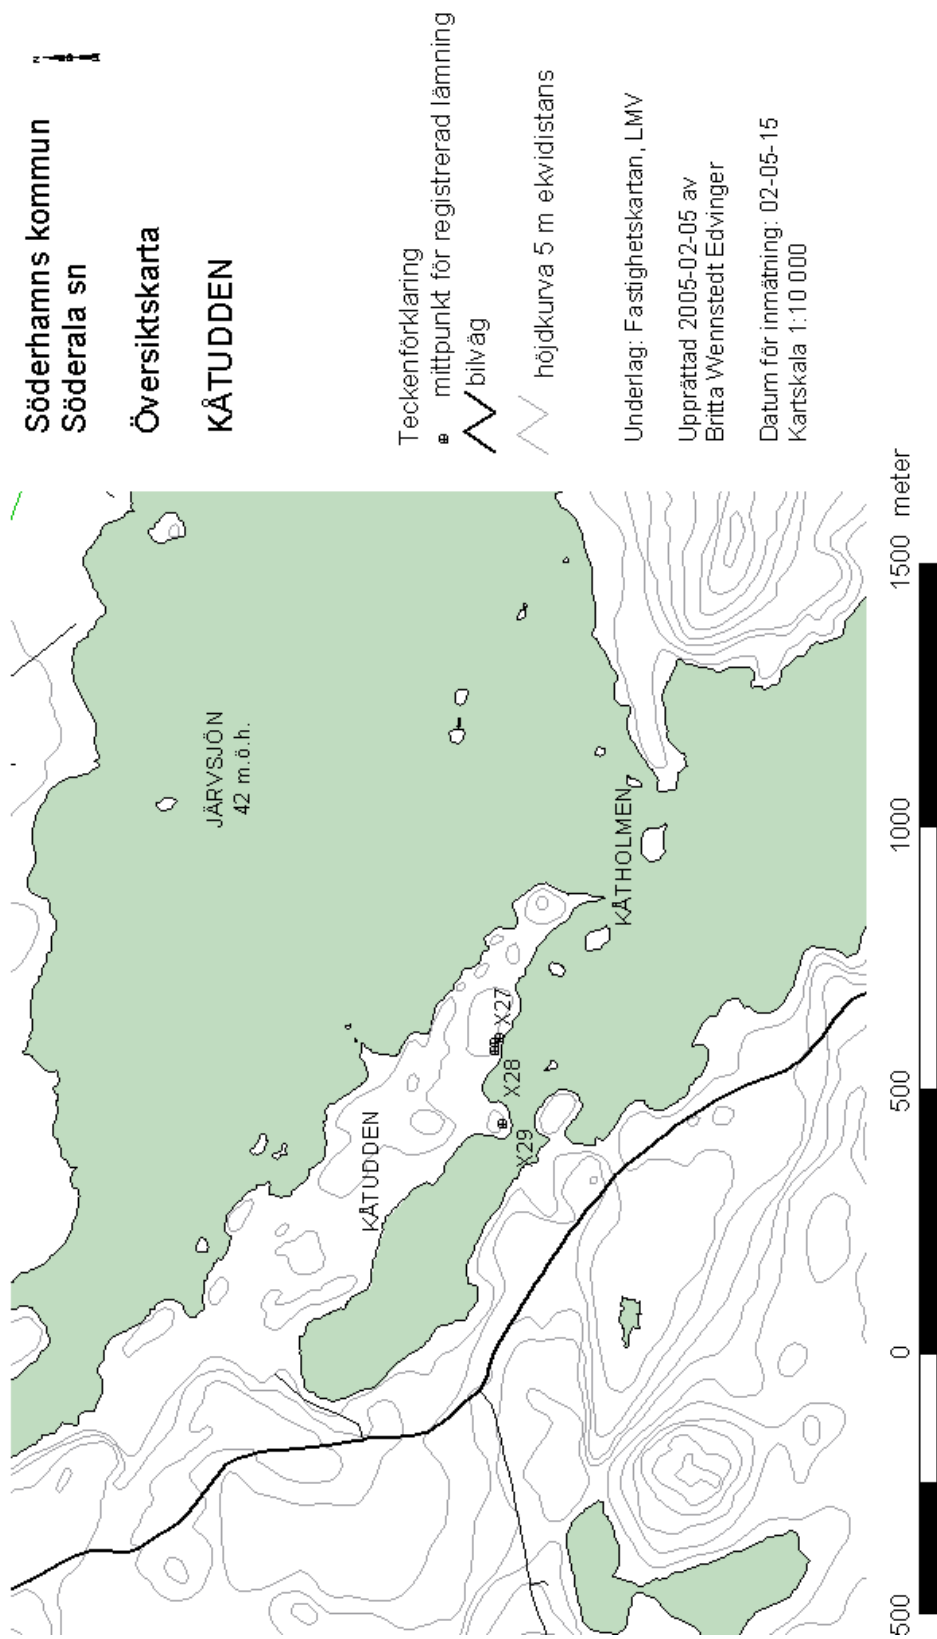 Söderhamns kommun
Söderala sn
Översiktskarta
KÅTUDDEN
N
Teckenförklaring
mittpunkt för registrerad lämning
bilväg
höjdkurva 5 m ekvidistans
Underlag: Fastighetskartan, LMV
Upprättad 2005-02-05 av
Britta Wennstedt Edvinger
Datum för inmätning: 02-05-15
Kartskala 1:10 000
JÄRVSJÖN
42 m.ö.h.
KÅTUDDEN
KÅTHOLMEN
X27
X28
X29
500 0 500 1000 1500 meter